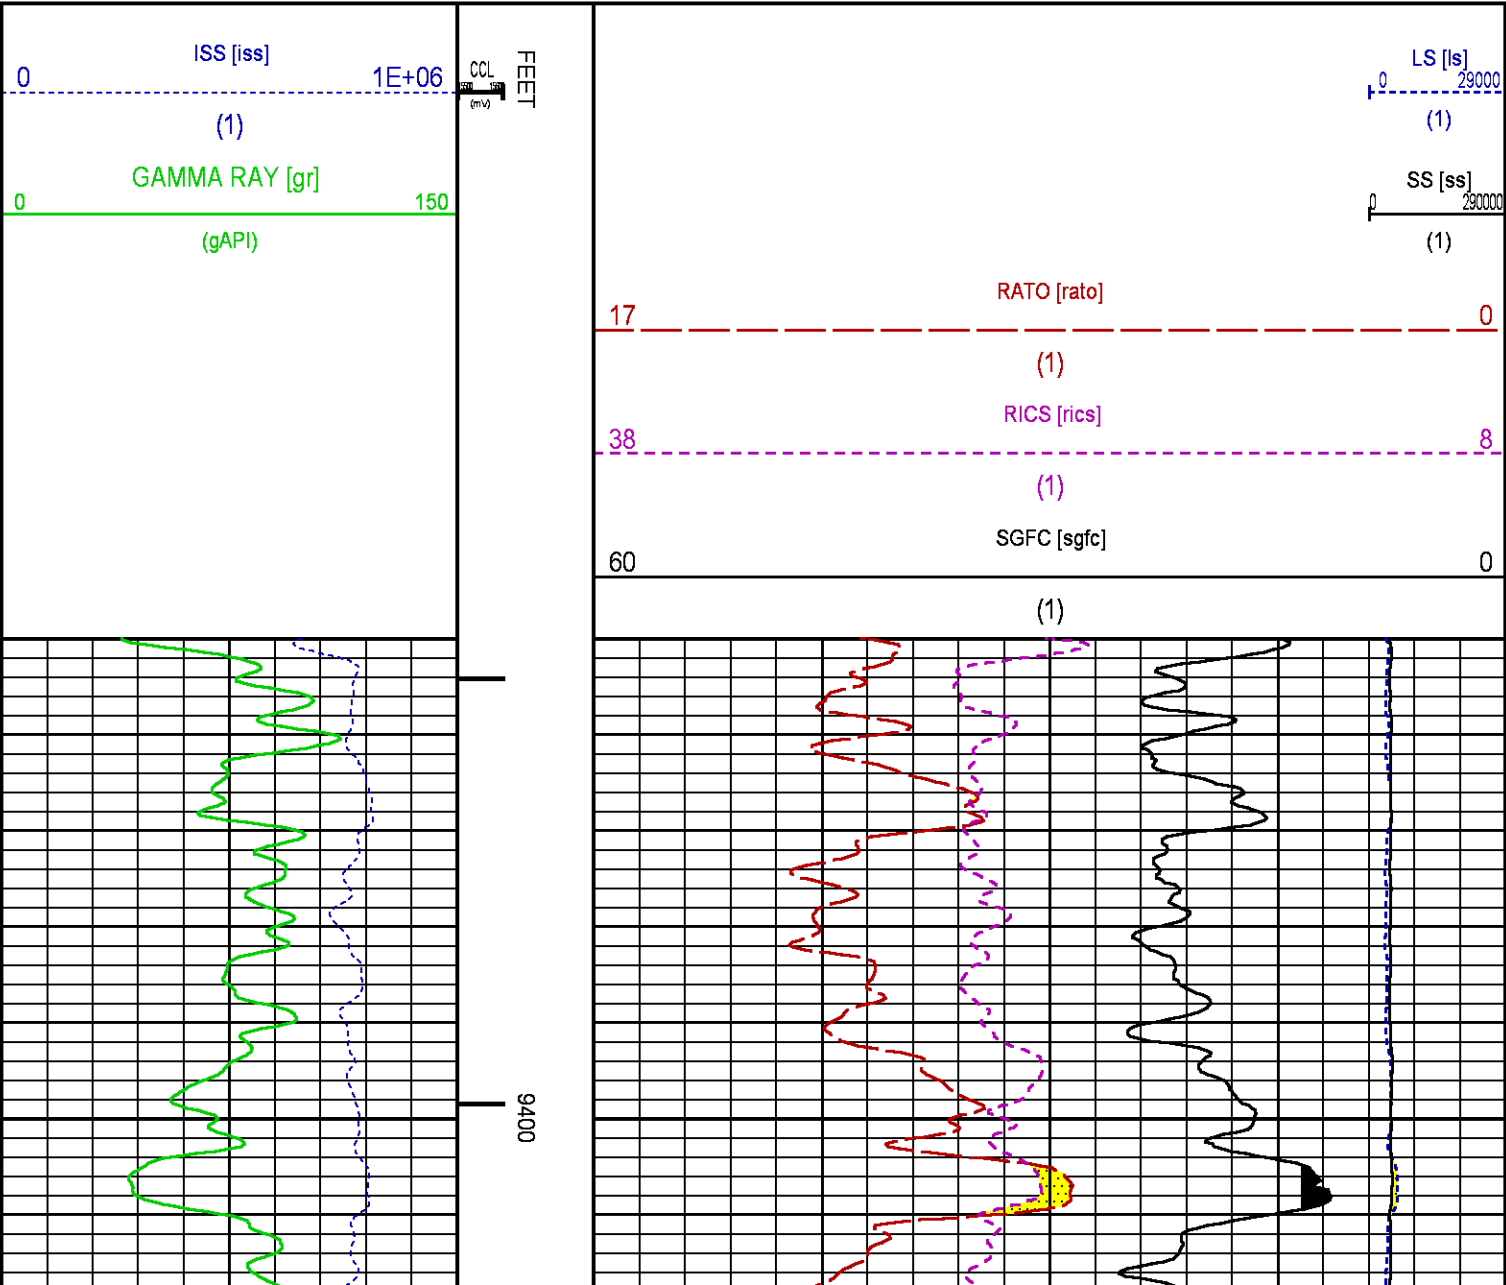 ISS [iss]
0 1E+06
(1)
GAMMA RAY [gr]
0 150
(gAPI)
CCL
(mV)
FEET
LS [ls]
0 29000
(1)
SS [ss]
0 290000
(1)
RATO [rato]
17 0
(1)
RICS [rics]
38 8
(1)
SGFC [sgfc]
60 0
(1)
9400